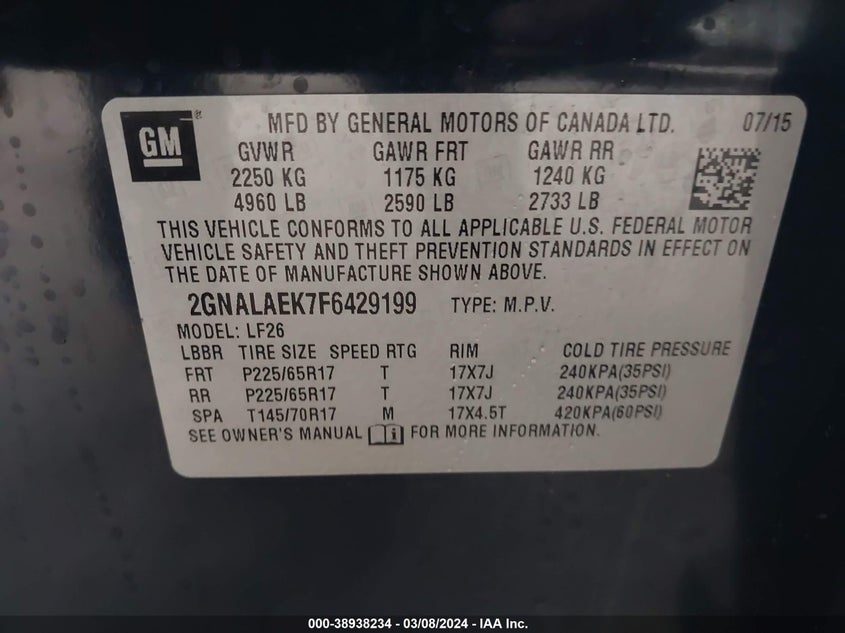 GM ® MFD BY GENERAL MOTORS OF CANADA LTD. 07/15
GVWR GAWR FRT GAWR RR
2250 KG 1175 KG 1240 KG
4960 LB 2590 LB 2733 LB
THIS VEHICLE CONFORMS TO ALL APPLICABLE U.S. FEDERAL MOTOR
VEHICLE SAFETY AND THEFT PREVENTION STANDARDS IN EFFECT ON
THE DATE OF MANUFACTURE SHOWN ABOVE.
2GNALAEK7F6429199 TYPE: M.P.V.
MODEL: LF26
LBBR TIRE SIZE SPEED RTG RIM COLD TIRE PRESSURE
FRT P225/65R17 T 17X7J 240KPA(35PSI)
RR P225/65R17 T 17X7J 240KPA(35PSI)
SPA T145/70R17 M 17X4.5T 420KPA(60PSI)
SEE OWNER'S MANUAL i FOR MORE INFORMATION.
000-38938234 - 03/08/2024 - IAA Inc.